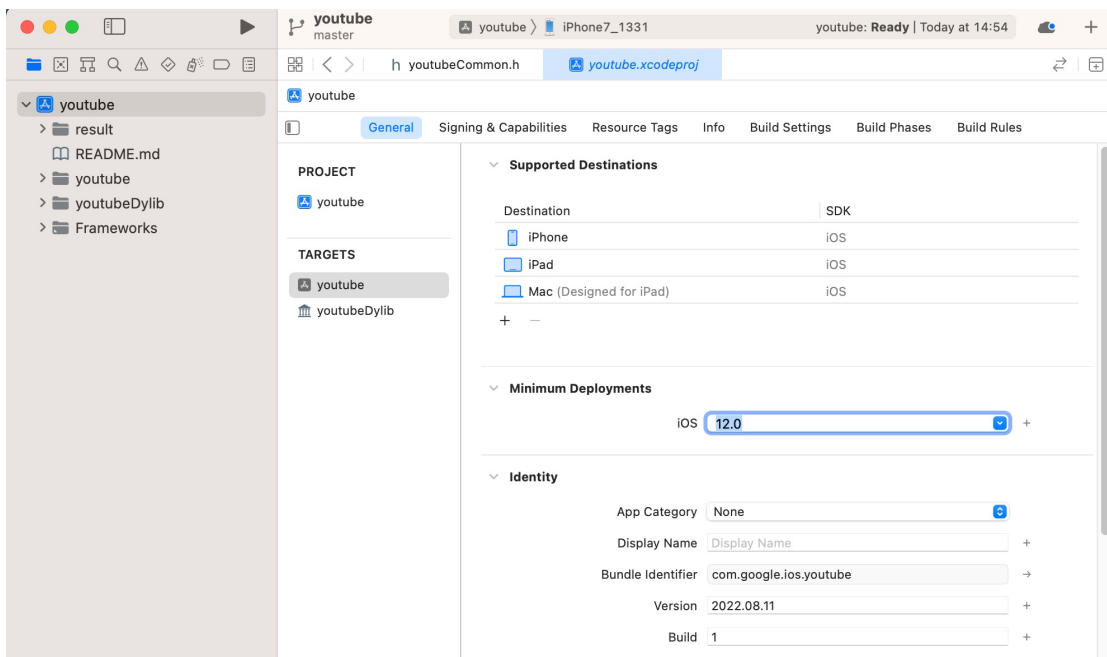 youtube
master
youtube
iPhone7_1331
youtube: Ready | Today at 14:54
h youtubeCommon.h
youtube.xcodeproj
youtube
youtube
result
README.md
youtube
youtubeDylib
Frameworks
General Signing & Capabilities Resource Tags Info Build Settings Build Phases Build Rules
PROJECT
youtube
TARGETS
youtube
youtubeDylib
Supported Destinations
Destination SDK
iPhone iOS
iPad iOS
Mac (Designed for iPad) iOS
Minimum Deployments
iOS 12.0
Identity
App Category None
Display Name Display Name
Bundle Identifier com.google.ios.youtube
Version 2022.08.11
Build 1